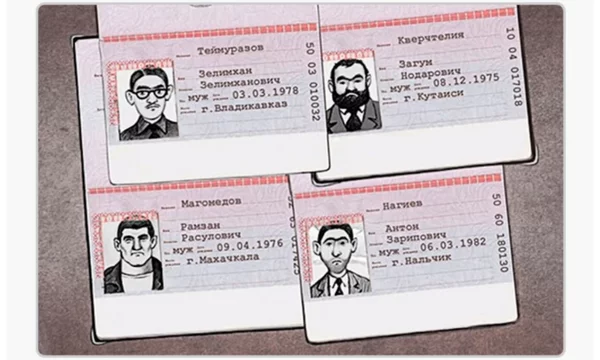 Теймуразов
Зелимхан
Зелимханович
муж 03.03.1978
г.Владикавказ
50 03 010032
Кверчтелия
Загум
Нодарович
муж 08.12.1975
г.Кутаиси
10 04 017018
Магомедов
Рамзан
Расулович
муж 09.04.1976
г.Махачкала
Нагиев
Антон
Зарипович
муж 06.03.1982
г.Нальчик
50 60 180130